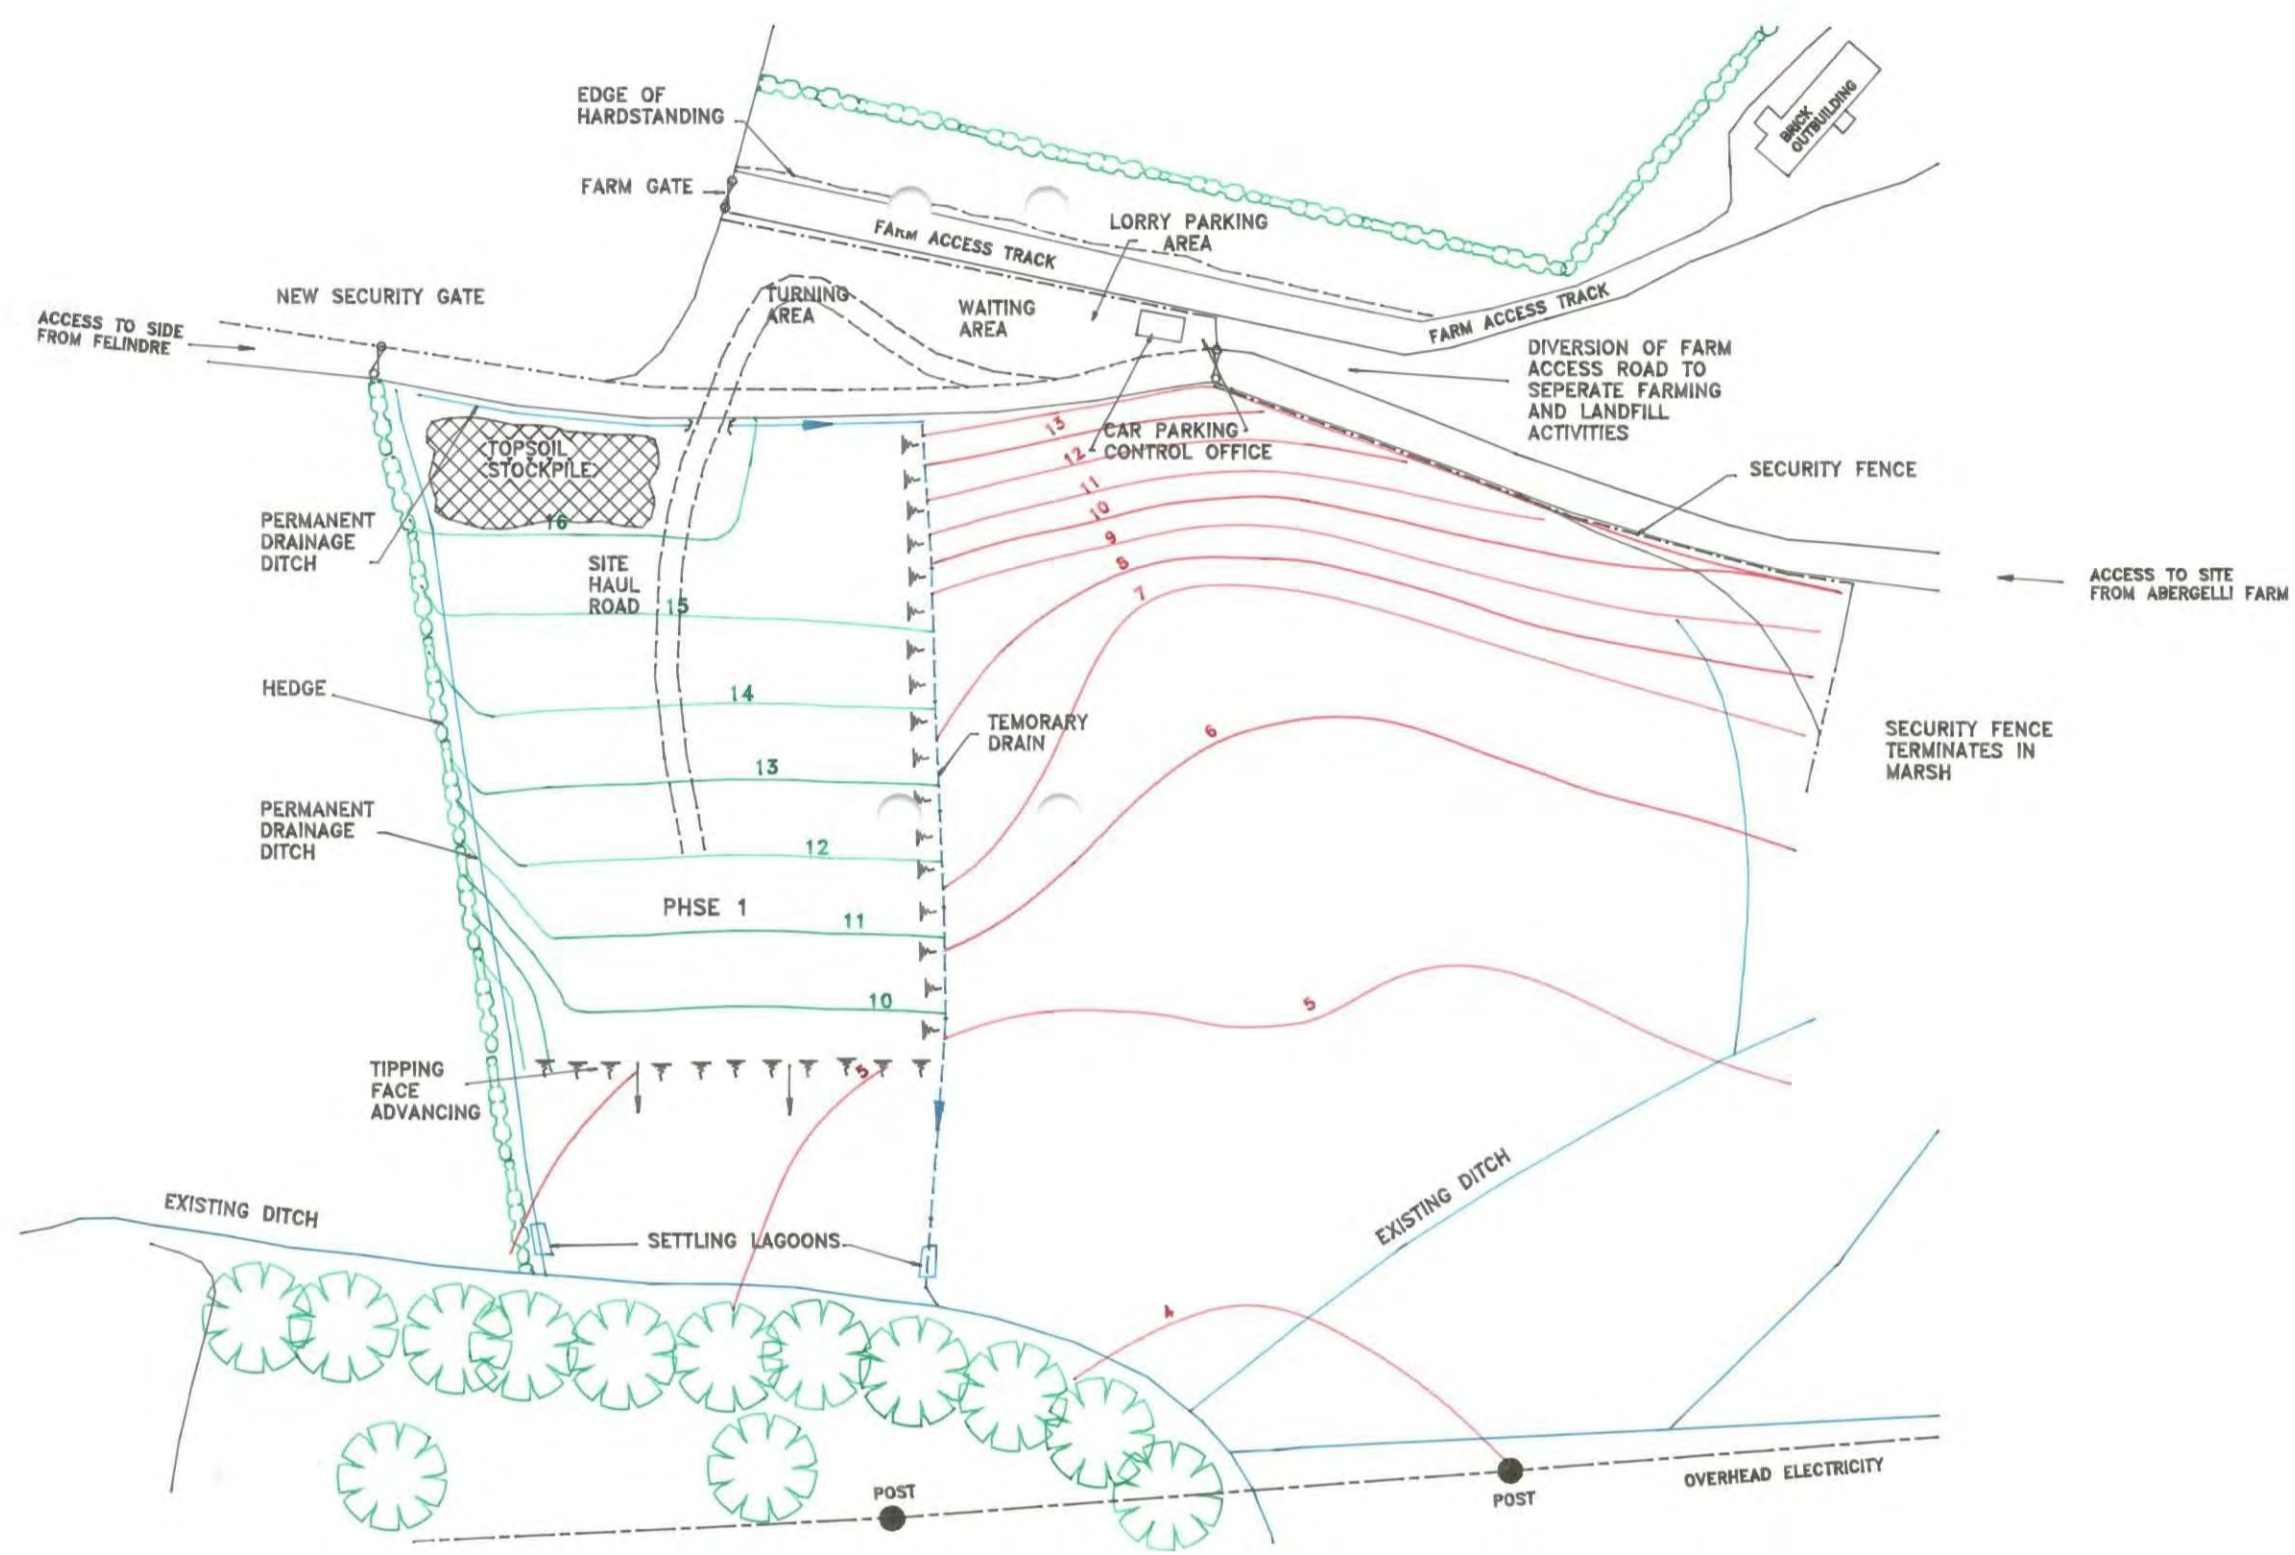 EDGE OF
HARDSTANDING
FARM GATE
FARM ACCESS TRACK
LORRY PARKING
AREA
BRICK
OUTBUILDING
NEW SECURITY GATE
TURNING
AREA
WAITING
AREA
ACCESS TO SIDE
FROM FELINDRE
FARM ACCESS TRACK
DIVERSION OF FARM
ACCESS ROAD TO
SEPERATE FARMING
AND LANDFILL
ACTIVITIES
CAR PARKING
CONTROL OFFICE
SECURITY FENCE
TOPSOIL
STOCKPILE
PERMANENT
DRAINAGE
DITCH
SITE
HAUL
ROAD
ACCESS TO SITE
FROM ABERGELLI FARM
16
15
14
13
12
11
10
13
12
11
10
9
8
7
6
5
HEDGE
TEMORARY
DRAIN
SECURITY FENCE
TERMINATES IN
MARSH
PERMANENT
DRAINAGE
DITCH
PHSE 1
TIPPING
FACE
ADVANCING
5
EXISTING DITCH
SETTLING LAGOONS
EXISTING DITCH
4
POST
POST
OVERHEAD ELECTRICITY